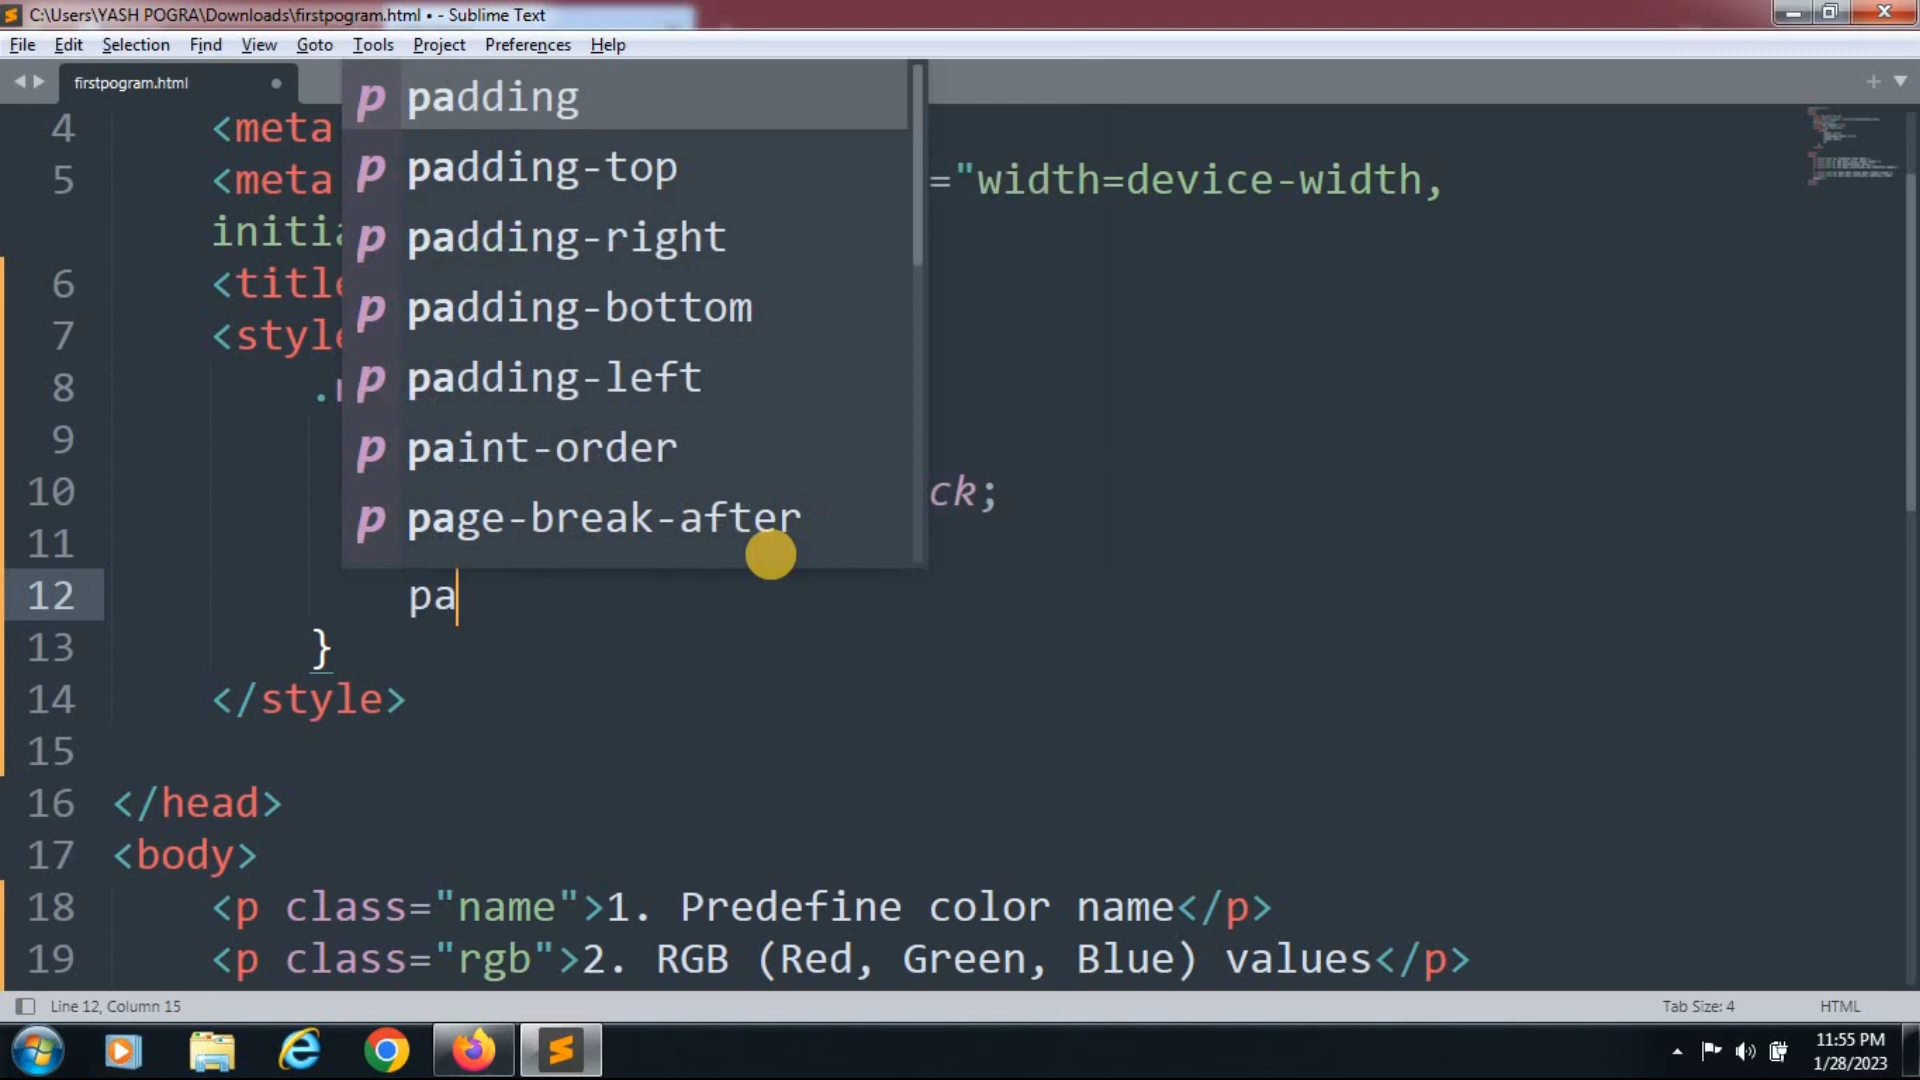 C:\Users\YASH POGRA\Downloads\firstpogram.html • - Sublime Text
File Edit Selection Find View Goto Tools Project Preferences Help
firstpogram.html
4 <meta
5 <meta ="width=device-width,
initia
6 <title
7 <style
8 .n
9
10 ck;
11
12 pa
13 }
14 </style>
15
16 </head>
17 <body>
18 <p class="name">1. Predefine color name</p>
19 <p class="rgb">2. RGB (Red, Green, Blue) values</p>
p padding
p padding-top
p padding-right
p padding-bottom
p padding-left
p paint-order
p page-break-after
Line 12, Column 15 Tab Size: 4 HTML
11:55 PM
1/28/2023